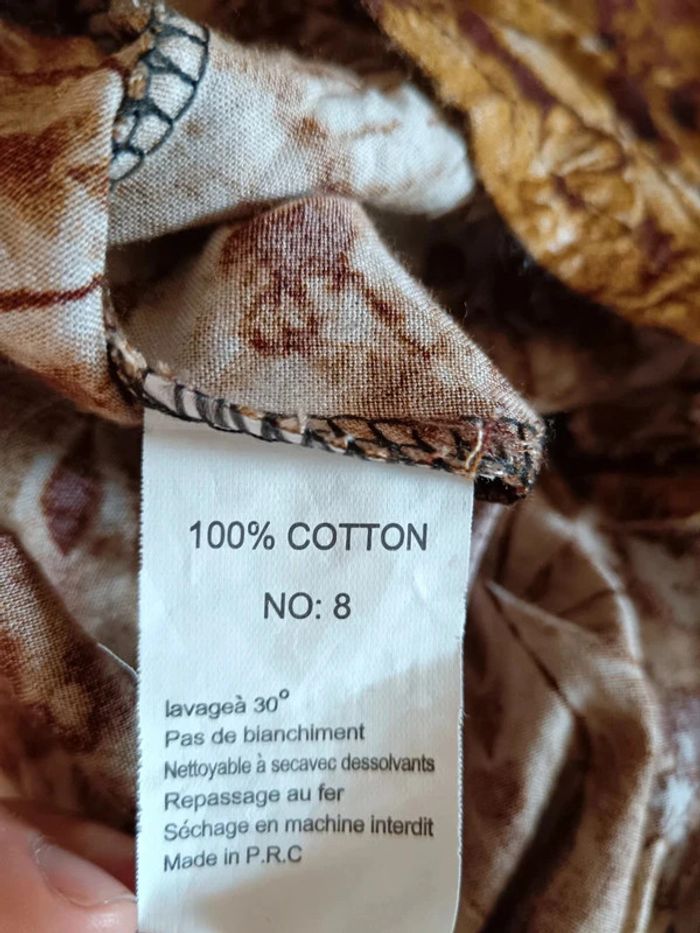 100% COTTON
NO: 8
lavageà 30°
Pas de bianchiment
Nettoyable à secavec dessolvants
Repassage au fer
Séchage en machine interdit
Made in P.R.C